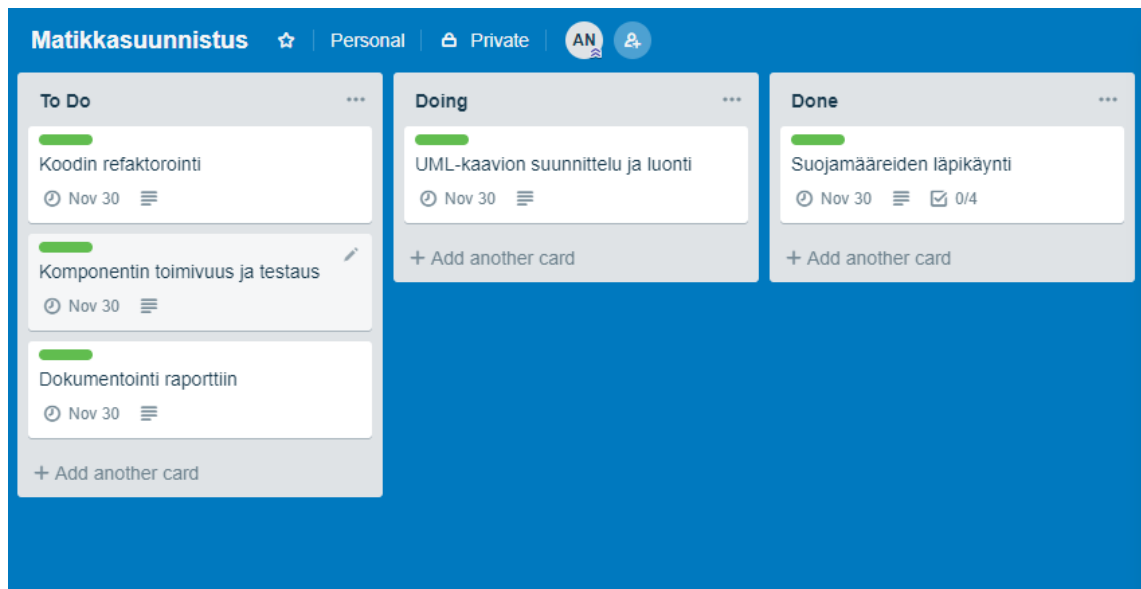 Matikkasuunnistus Personal Private AN
To Do
Koodin refaktorointi
Nov 30
Komponentin toimivuus ja testaus
Nov 30
Dokumentointi raporttiin
Nov 30
+ Add another card
Doing
UML-kaavion suunnittelu ja luonti
Nov 30
+ Add another card
Done
Suojamääreiden läpikäynti
Nov 30 0/4
+ Add another card